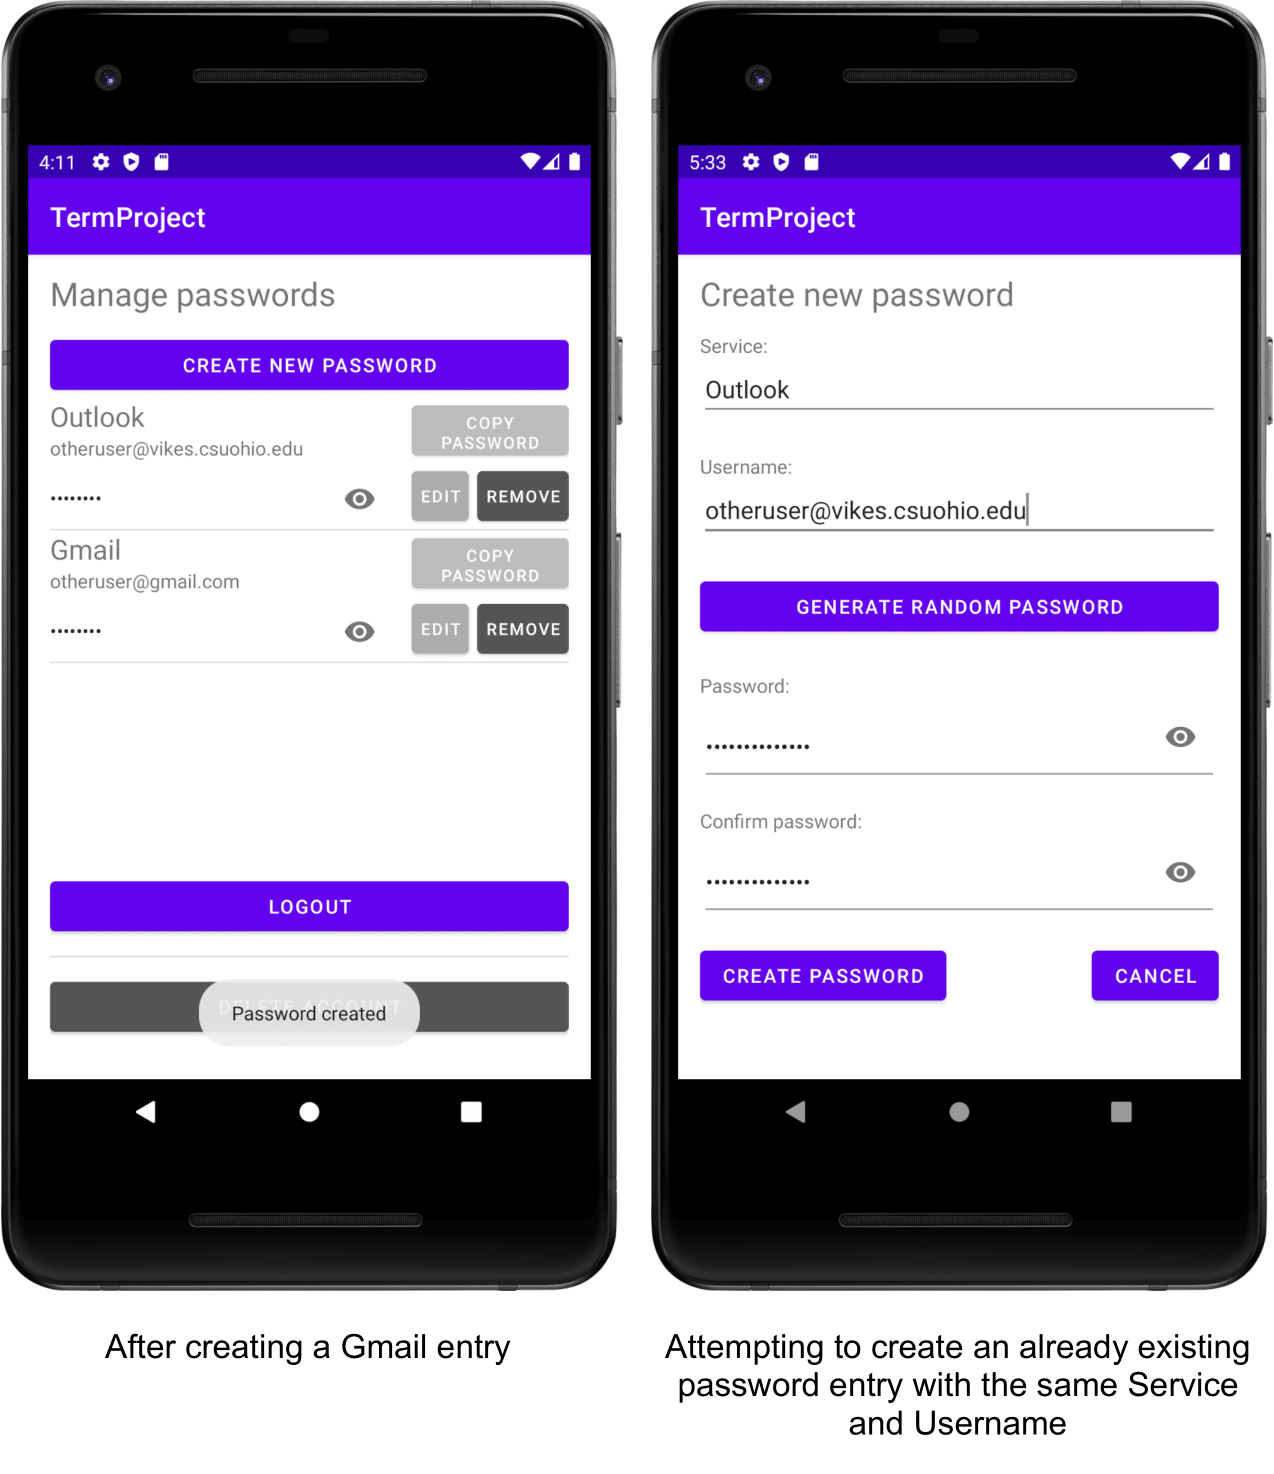 4:11
TermProject
Manage passwords
CREATE NEW PASSWORD
Outlook
otheruser@vikes.csuohio.edu
COPY
PASSWORD
••••••••
EDIT
REMOVE
Gmail
otheruser@gmail.com
COPY
PASSWORD
••••••••
EDIT
REMOVE
LOGOUT
DELETE ACCOUNT
Password created
After creating a Gmail entry
5:33
TermProject
Create new password
Service:
Outlook
Username:
otheruser@vikes.csuohio.edu
GENERATE RANDOM PASSWORD
Password:
••••••••••••••
Confirm password:
••••••••••••••
CREATE PASSWORD
CANCEL
Attempting to create an already existing
password entry with the same Service
and Username